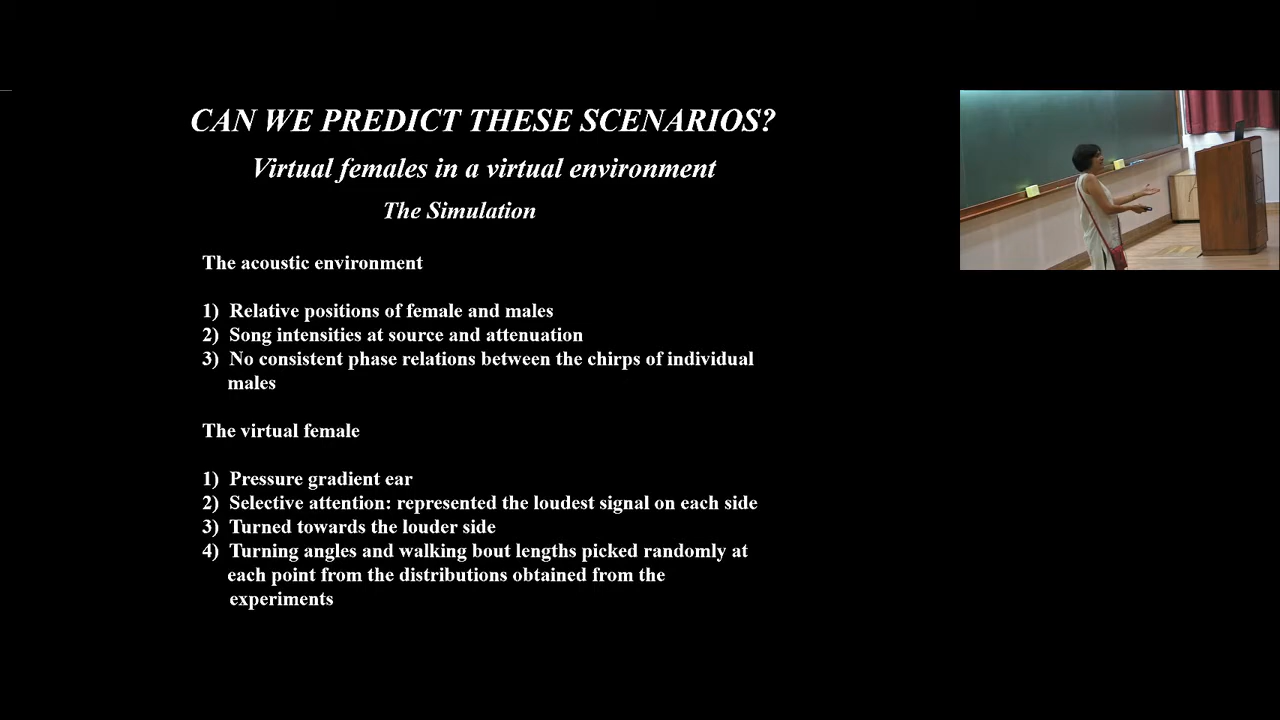 CAN WE PREDICT THESE SCENARIOS?
Virtual females in a virtual environment
The Simulation
The acoustic environment
1) Relative positions of female and males
2) Song intensities at source and attenuation
3) No consistent phase relations between the chirps of individual
males
The virtual female
1) Pressure gradient ear
2) Selective attention: represented the loudest signal on each side
3) Turned towards the louder side
4) Turning angles and walking bout lengths picked randomly at
each point from the distributions obtained from the
experiments